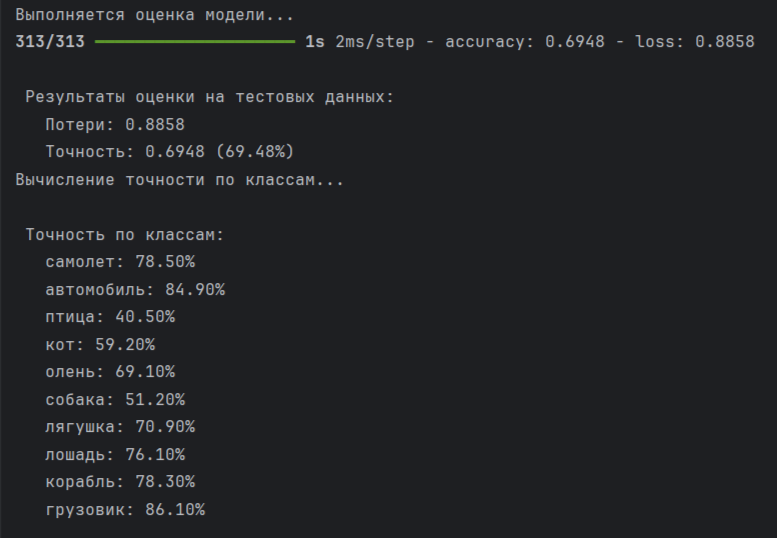 Выполняется оценка модели...
313/313 ━━━━━━━━━━━━━━━━━━━━ 1s 2ms/step - accuracy: 0.6948 - loss: 0.8858
Результаты оценки на тестовых данных:
Потери: 0.8858
Точность: 0.6948 (69.48%)
Вычисление точности по классам...
Точность по классам:
самолет: 78.50%
автомобиль: 84.90%
птица: 40.50%
кот: 59.20%
олень: 69.10%
собака: 51.20%
лягушка: 70.90%
лошадь: 76.10%
корабль: 78.30%
грузовик: 86.10%